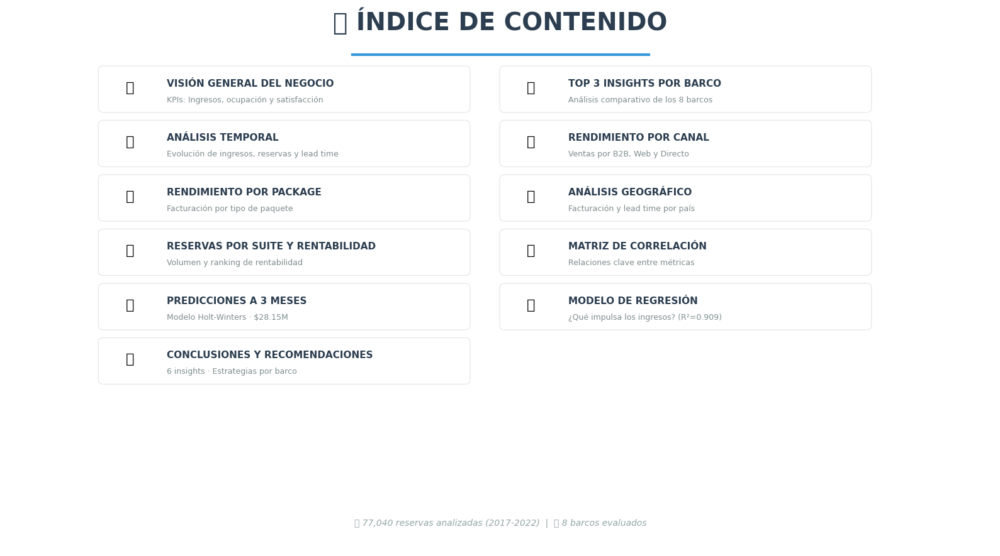 ÍNDICE DE CONTENIDO
VISIÓN GENERAL DEL NEGOCIO
KPIs: Ingresos, ocupación y satisfacción
TOP 3 INSIGHTS POR BARCO
Análisis comparativo de los 8 barcos
ANÁLISIS TEMPORAL
Evolución de ingresos, reservas y lead time
RENDIMIENTO POR CANAL
Ventas por B2B, Web y Directo
RENDIMIENTO POR PACKAGE
Facturación por tipo de paquete
ANÁLISIS GEOGRÁFICO
Facturación y lead time por país
RESERVAS POR SUITE Y RENTABILIDAD
Volumen y ranking de rentabilidad
MATRIZ DE CORRELACIÓN
Relaciones clave entre métricas
PREDICCIONES A 3 MESES
Modelo Holt-Winters · $28.15M
MODELO DE REGRESIÓN
¿Qué impulsa los ingresos? (R²=0.909)
CONCLUSIONES Y RECOMENDACIONES
6 insights · Estrategias por barco
77,040 reservas analizadas (2017-2022) | 8 barcos evaluados